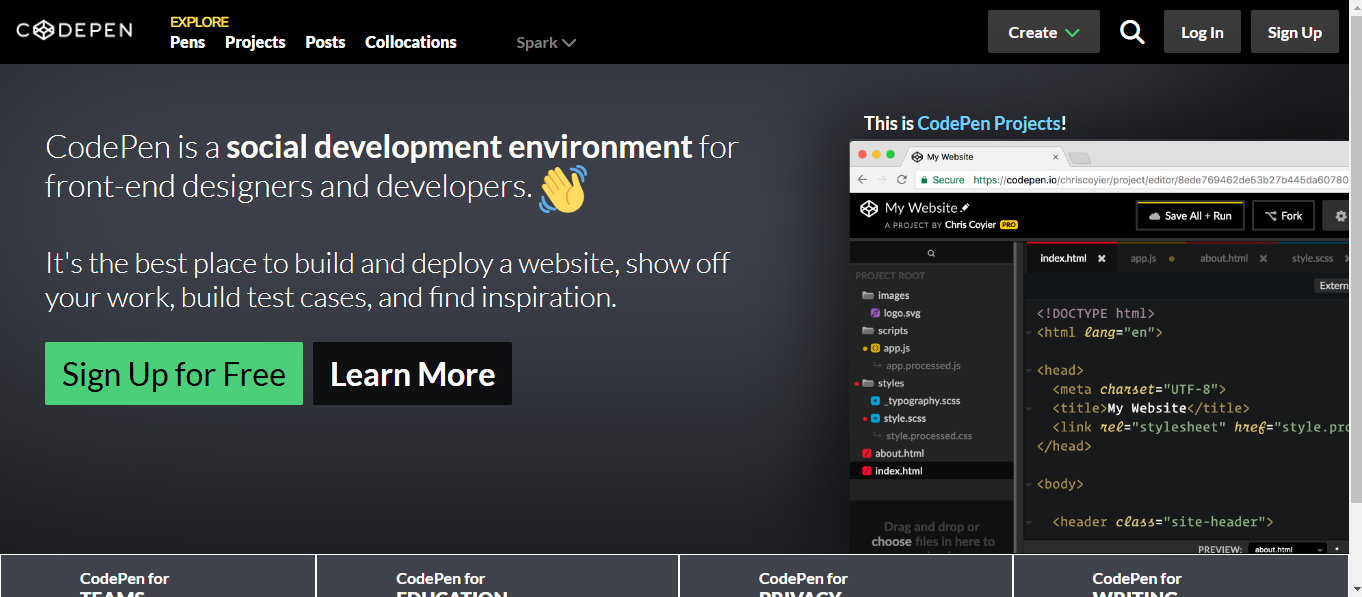 CODEPEN
EXPLORE
Pens Projects Posts Collocations Spark
Create Log In Sign Up
CodePen is a social development environment for
front-end designers and developers.
It's the best place to build and deploy a website, show off
your work, build test cases, and find inspiration.
Sign Up for Free Learn More
This is CodePen Projects!
My Website
Secure https://codepen.io/chriscoyier/project/editor/8ede769462de53b27b445da60780
My Website
A PROJECT BY Chris Coyier PRO
Save All + Run Fork
PROJECT ROOT
images
logo.svg
scripts
app.js
app.processed.js
styles
_typography.scss
style.scss
style.processed.css
about.html
index.html
Drag and drop or
choose files in here to
index.html app.js about.html style.scss
Extern
<!DOCTYPE html>
<html lang="en">
<head>
<meta charset="UTF-8">
<title>My Website</title>
<link rel="stylesheet" href="style.pro
</head>
<body>
<header class="site-header">
PREVIEW: about.html
CodePen for
TEAMS
CodePen for
EDUCATION
CodePen for
PRIVACY
CodePen for
WRITING